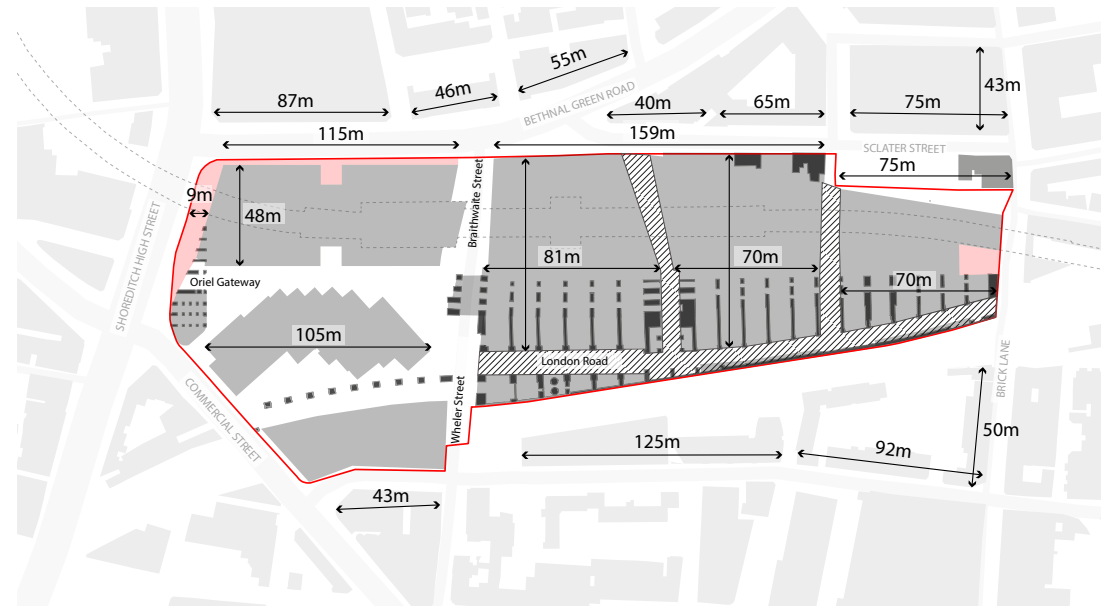 55m
43m
46m
87m
BETHNAL GREEN ROAD
40m
65m
75m
115m
159m
SCLATER STREET
75m
9m
48m
Braithwaite Street
SHOREDITCH HIGH STREET
81m
70m
70m
Oriel Gateway
105m
London Road
COMMERCIAL STREET
Wheler Street
BRICK LANE
50m
125m
92m
43m